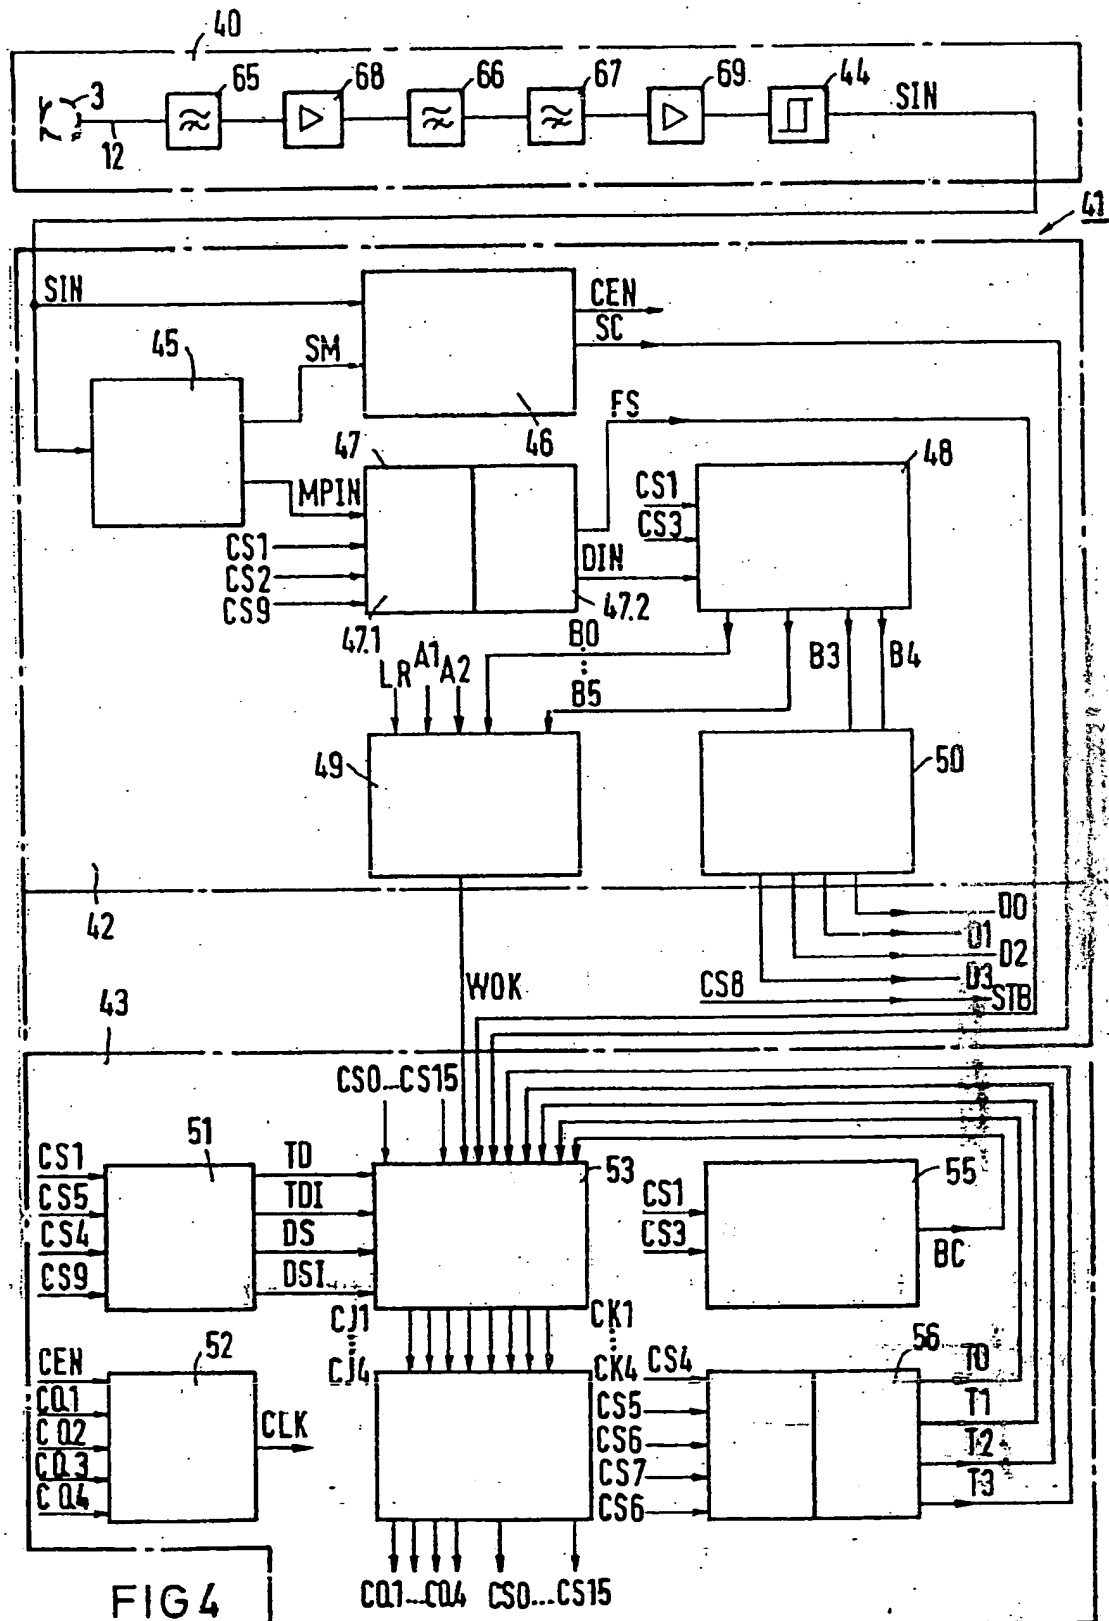 40
3
65
68
66
67
69
44
SIN
12
41
SIN
CEN
SC
45
SM
46
FS
47
48
MPIN
CS1
CS3
CS1
CS2
CS9
DIN
47.1
47.2
B0
B5
B3
B4
LR
A1
A2
49
50
42
D0
D1
D2
D3
CS8
STB
WOK
43
CS0...CS15
51
53
55
CS1
CS5
CS4
CS9
TD
TDI
DS
DSI
CS1
CS3
BC
CJ1
CJ4
CK1
CK4
52
56
CEN
CQ1
CQ2
CQ3
CQ4
CLK
CS4
CS5
CS6
CS7
CS6
T0
T1
T2
T3
CQ1...CQ4
CS0...CS15
FIG 4